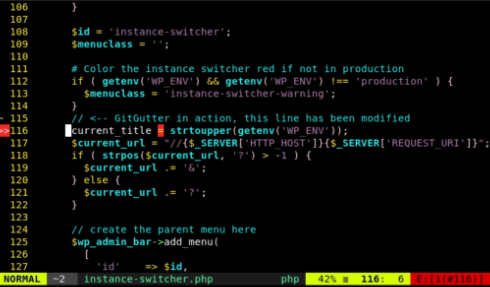 106 }
107
108 $id = 'instance-switcher';
109 $menuclass = '';
110
111 # Color the instance switcher red if not in production
112 if ( getenv('WP_ENV') && getenv('WP_ENV') !== 'production' ) {
113 $menuclass = 'instance-switcher-warning';
114 }
~ 115 // <-- GitGutter in action, this line has been modified
>>116 current_title = strtoupper(getenv('WP_ENV'));
117 $current_url = "//{$_SERVER['HTTP_HOST']}{$_SERVER['REQUEST_URI']}";
118 if ( strpos($current_url, '?') > -1 ) {
119 $current_url .= '&';
120 } else {
121 $current_url .= '?';
122 }
123
124 // create the parent menu here
125 $wp_admin_bar->add_menu(
126 [
127 'id' => $id,
NORMAL ~2 instance-switcher.php php 42% 116: 6 E:[1(#116)]